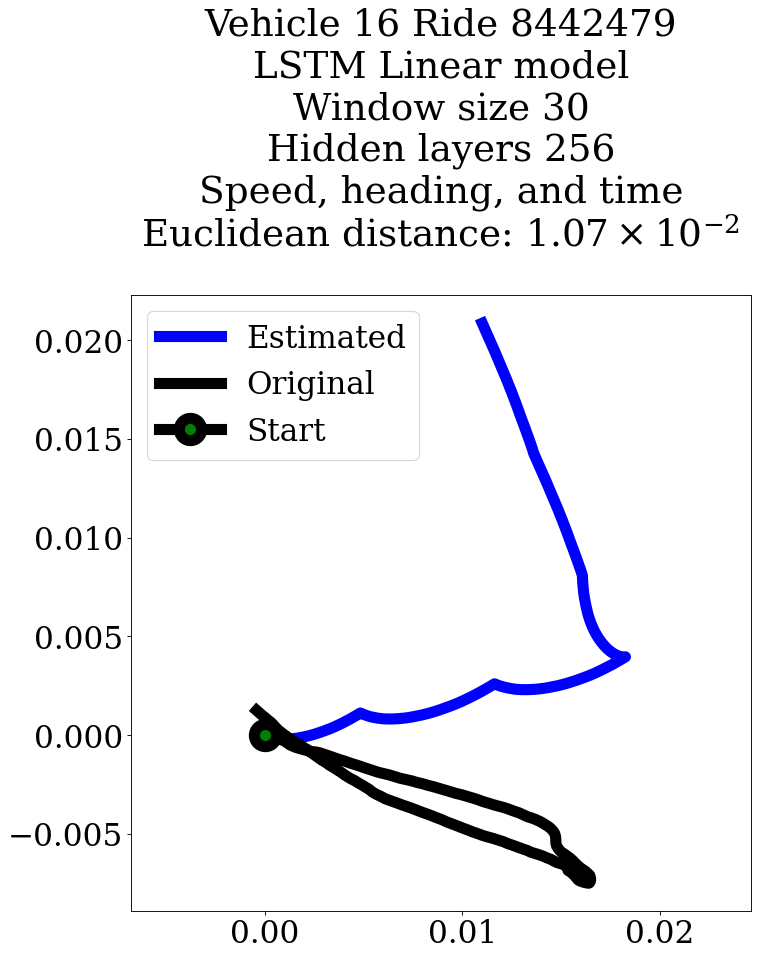 Vehicle 16 Ride 8442479
LSTM Linear model
Window size 30
Hidden layers 256
Speed, heading, and time
Euclidean distance: 1.07 × 10⁻²
Estimated
Original
Start
0.020
0.015
0.010
0.005
0.000
−0.005
0.00 0.01 0.02